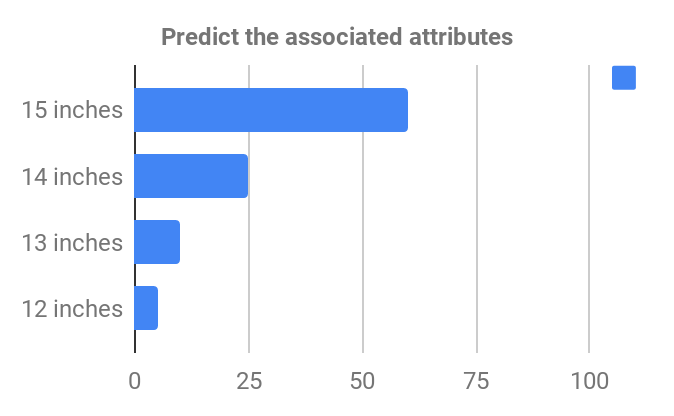 Predict the associated attributes
15 inches
14 inches
13 inches
12 inches
0 25 50 75 100